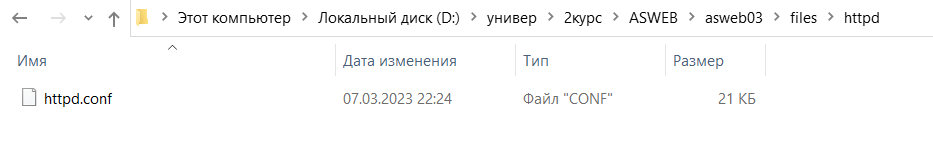 Этот компьютер > Локальный диск (D:) > универ > 2курс > ASWEB > asweb03 > files > httpd
Имя Дата изменения Тип Размер
httpd.conf 07.03.2023 22:24 Файл "CONF" 21 КБ